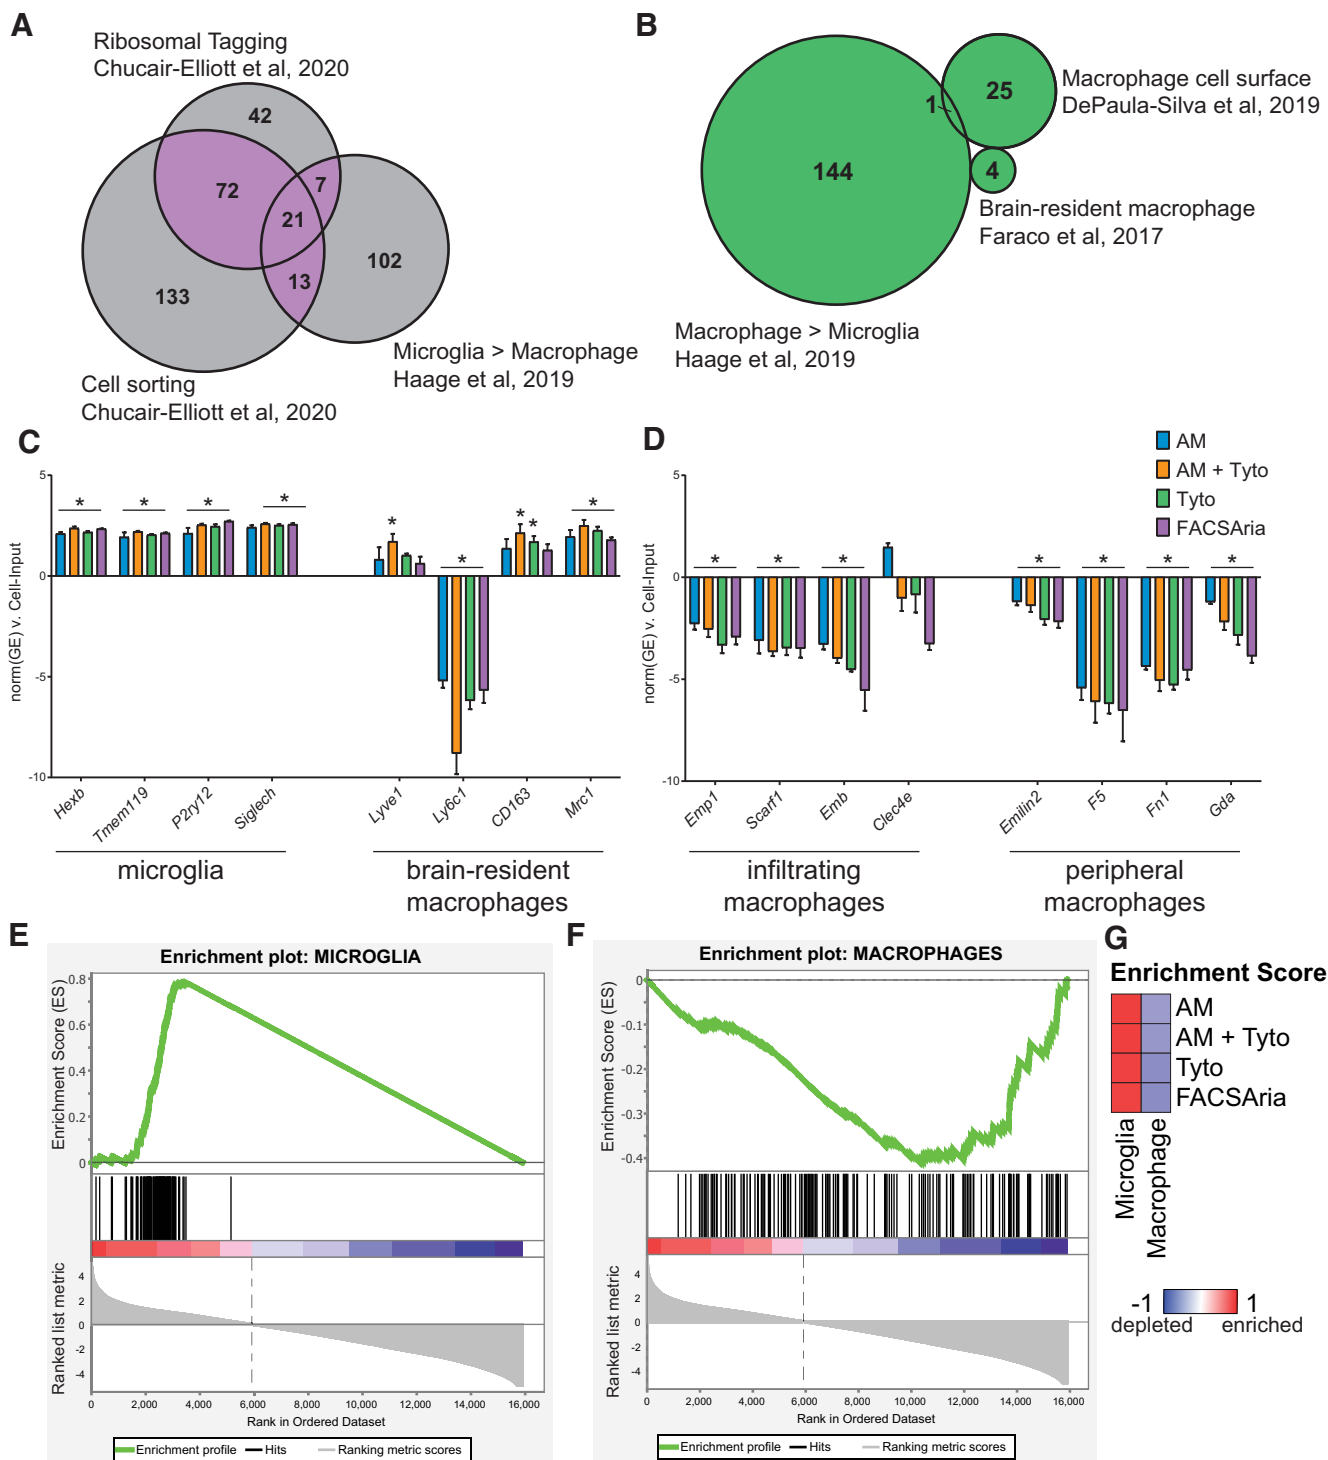 A
Ribosomal Tagging
Chucair-Elliott et al, 2020
42
72
7
21
13
102
133
Microglia > Macrophage
Haage et al, 2019
Cell sorting
Chucair-Elliott et al, 2020
B
1
25
144
4
Macrophage cell surface
DePaula-Silva et al, 2019
Brain-resident macrophage
Faraco et al, 2017
Macrophage > Microglia
Haage et al, 2019
C
norm(GE) v. Cell-Input
5
0
-5
-10
* * * * * * * * *
Hexb
Tmem119
P2ry12
Siglech
Lyve1
Ly6c1
CD163
Mrc1
microglia
brain-resident
macrophages
D
AM
AM + Tyto
Tyto
FACSAria
norm(GE) v. Cell-Input
5
0
-5
-10
* * * * * * *
Emp1
Scarf1
Emb
Clec4e
Emilin2
F5
Fn1
Gda
infiltrating
macrophages
peripheral
macrophages
E
Enrichment plot: MICROGLIA
Enrichment Score (ES)
0.8
0.6
0.4
0.2
0
Ranked list metric
4
2
0
-2
-4
0 2,000 4,000 6,000 8,000 10,000 12,000 14,000 16,000
Rank in Ordered Dataset
Enrichment profile Hits Ranking metric scores
F
Enrichment plot: MACROPHAGES
Enrichment Score (ES)
0
-0.1
-0.2
-0.3
-0.4
Ranked list metric
4
2
0
-2
-4
0 2,000 4,000 6,000 8,000 10,000 12,000 14,000 16,000
Rank in Ordered Dataset
Enrichment profile Hits Ranking metric scores
G
Enrichment Score
AM
AM + Tyto
Tyto
FACSAria
Microglia
Macrophage
-1 1
depleted enriched